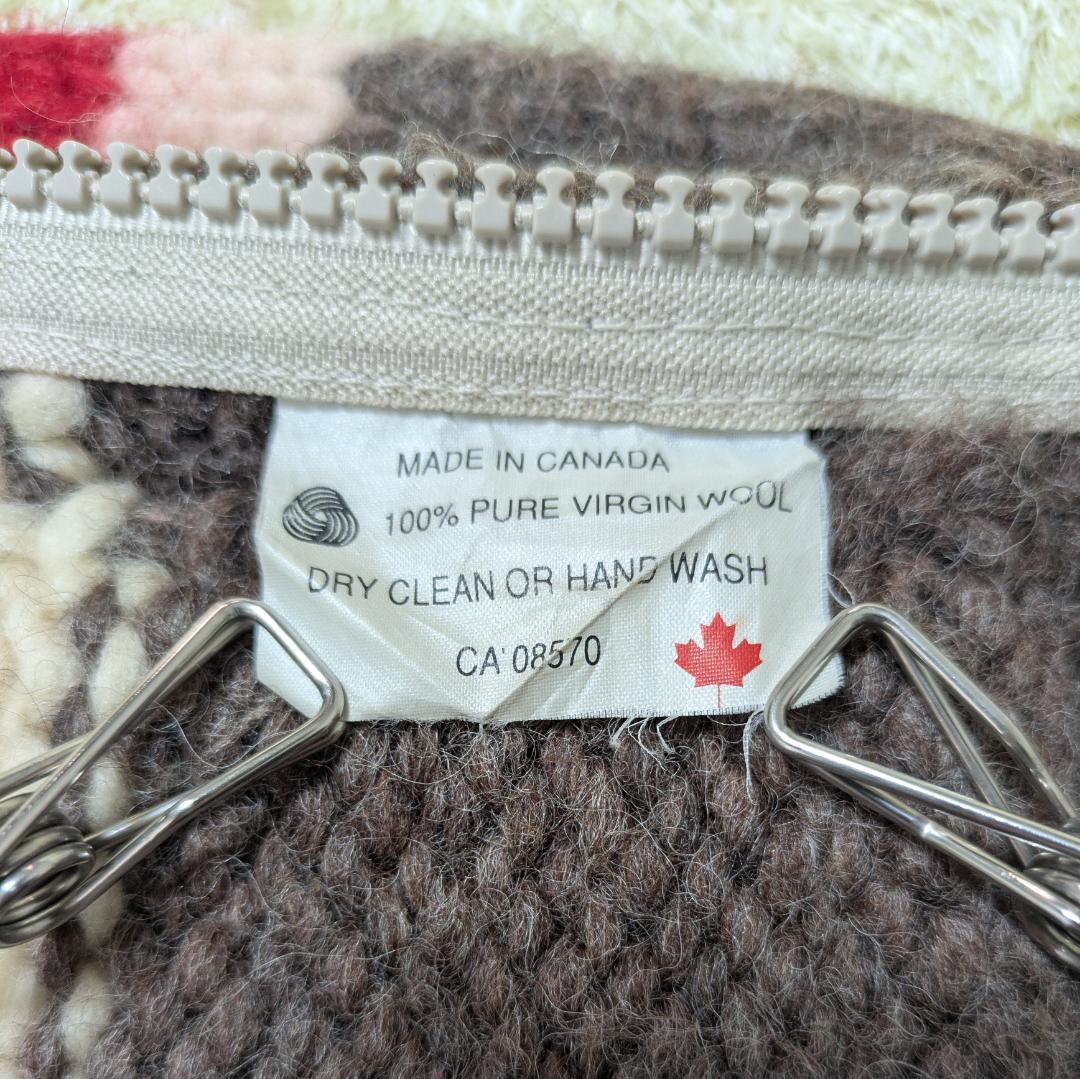 MADE IN CANADA
100% PURE VIRGIN WOOL
DRY CLEAN OR HAND WASH
CA 08570